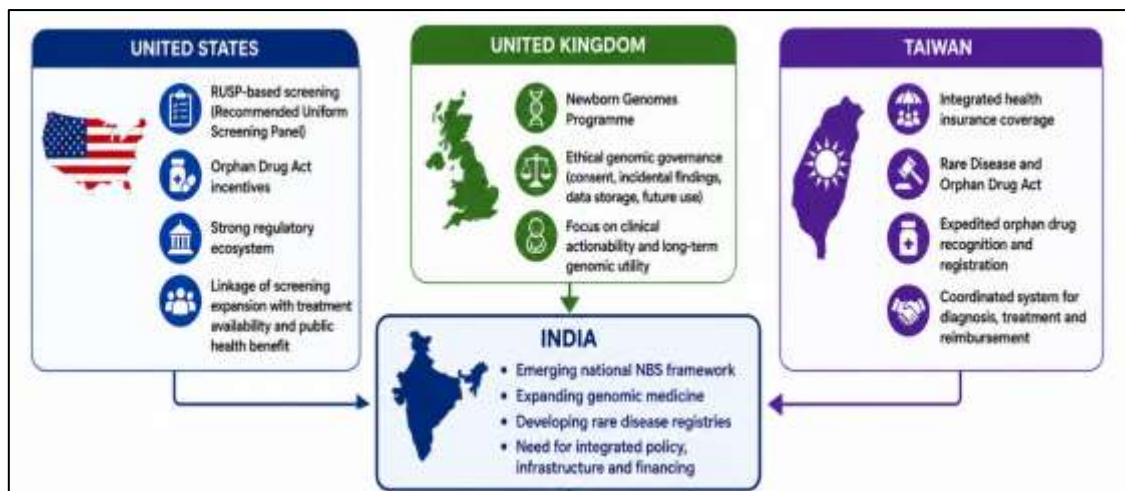 UNITED STATES
RUSP-based screening
(Recommended Uniform
Screening Panel)
Orphan Drug Act
incentives
Strong regulatory
ecosystem
Linkage of screening
expansion with treatment
availability and public
health benefit
UNITED KINGDOM
Newborn Genomes
Programme
Ethical genomic governance
(consent, incidental findings,
data storage, future use)
Focus on clinical
actionability and long-term
genomic utility
TAIWAN
Integrated health
insurance coverage
Rare Disease and
Orphan Drug Act
Expedited orphan drug
recognition and
registration
Coordinated system for
diagnosis, treatment and
reimbursement
INDIA
• Emerging national NBS framework
• Expanding genomic medicine
• Developing rare disease registries
• Need for integrated policy,
infrastructure and financing